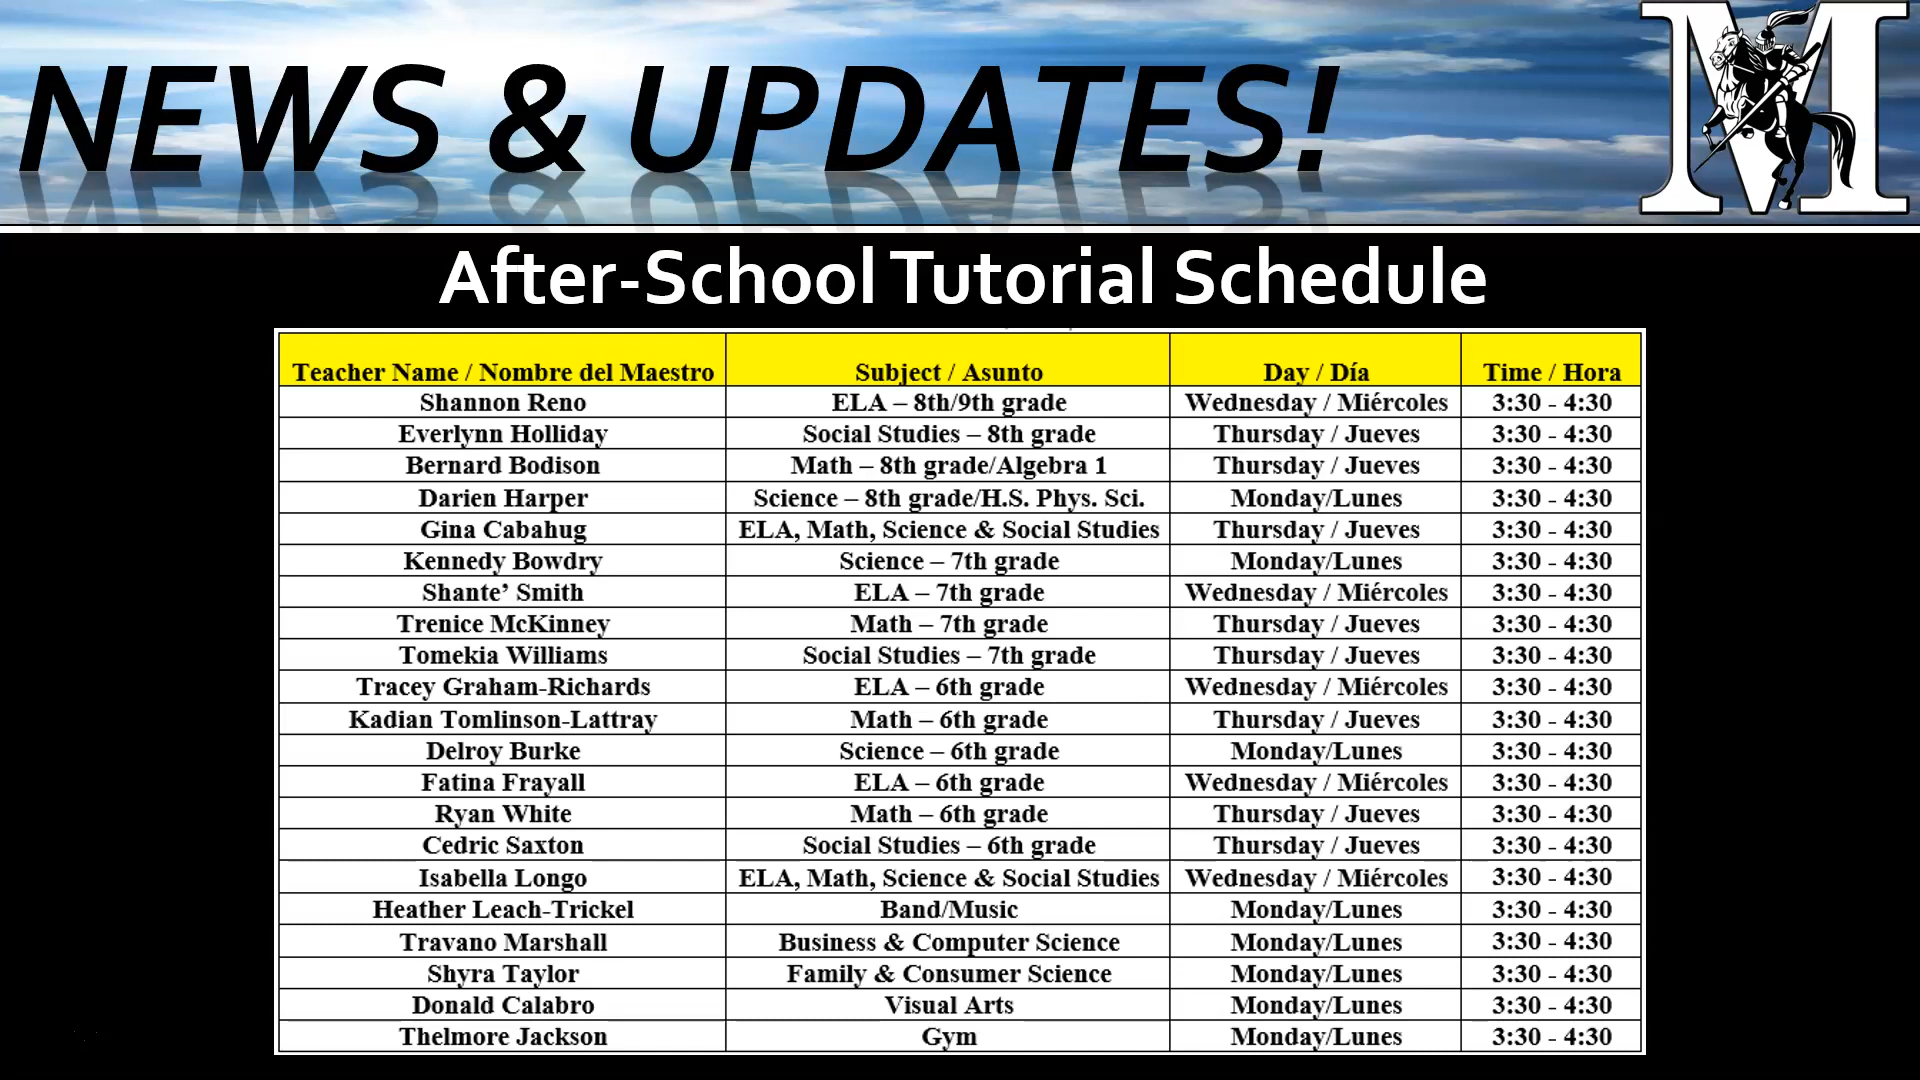 NEWS & UPDATES!
M
After-School Tutorial Schedule
Teacher Name / Nombre del Maestro Subject / Asunto Day / Día Time / Hora
Shannon Reno ELA – 8th/9th grade Wednesday / Miércoles 3:30 - 4:30
Everlynn Holliday Social Studies – 8th grade Thursday / Jueves 3:30 - 4:30
Bernard Bodison Math – 8th grade/Algebra 1 Thursday / Jueves 3:30 - 4:30
Darien Harper Science – 8th grade/H.S. Phys. Sci. Monday/Lunes 3:30 - 4:30
Gina Cabahug ELA, Math, Science & Social Studies Thursday / Jueves 3:30 - 4:30
Kennedy Bowdry Science – 7th grade Monday/Lunes 3:30 - 4:30
Shante’ Smith ELA – 7th grade Wednesday / Miércoles 3:30 - 4:30
Trenice McKinney Math – 7th grade Thursday / Jueves 3:30 - 4:30
Tomekia Williams Social Studies – 7th grade Thursday / Jueves 3:30 - 4:30
Tracey Graham-Richards ELA – 6th grade Wednesday / Miércoles 3:30 - 4:30
Kadian Tomlinson-Lattray Math – 6th grade Thursday / Jueves 3:30 - 4:30
Delroy Burke Science – 6th grade Monday/Lunes 3:30 - 4:30
Fatina Frayall ELA – 6th grade Wednesday / Miércoles 3:30 - 4:30
Ryan White Math – 6th grade Thursday / Jueves 3:30 - 4:30
Cedric Saxton Social Studies – 6th grade Thursday / Jueves 3:30 - 4:30
Isabella Longo ELA, Math, Science & Social Studies Wednesday / Miércoles 3:30 - 4:30
Heather Leach-Trickel Band/Music Monday/Lunes 3:30 - 4:30
Travano Marshall Business & Computer Science Monday/Lunes 3:30 - 4:30
Shyra Taylor Family & Consumer Science Monday/Lunes 3:30 - 4:30
Donald Calabro Visual Arts Monday/Lunes 3:30 - 4:30
Thelmore Jackson Gym Monday/Lunes 3:30 - 4:30